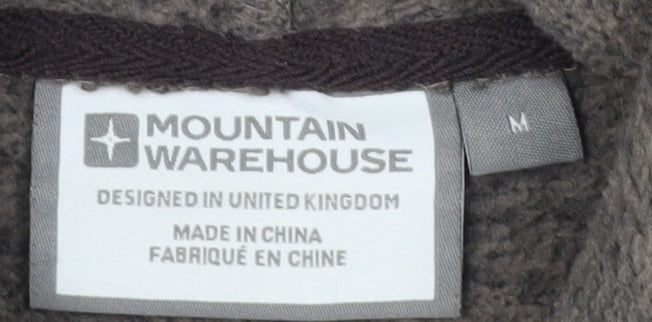 MOUNTAIN
WAREHOUSE
DESIGNED IN UNITED KINGDOM
MADE IN CHINA
FABRIQUÉ EN CHINE
M